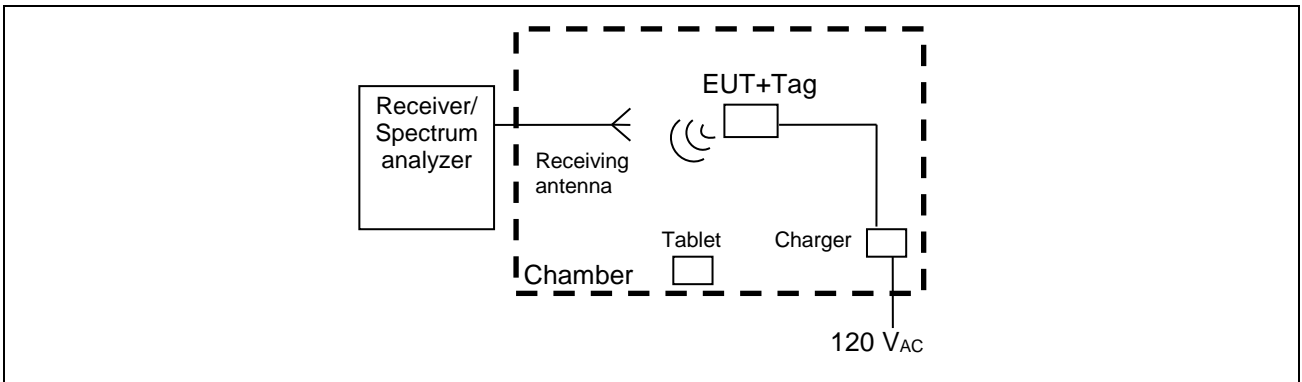 EUT+Tag
Receiver/
Spectrum
analyzer
Receiving
antenna
Tablet
Charger
Chamber
120 VAC